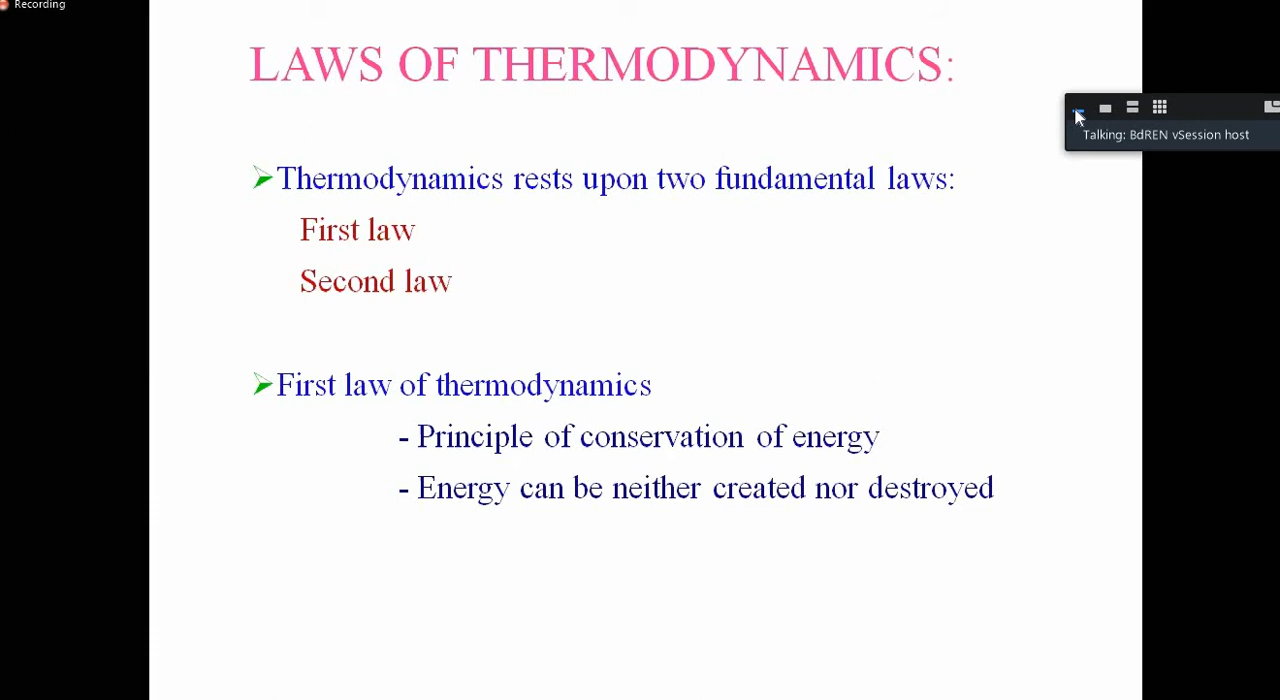 Recording
LAWS OF THERMODYNAMICS:
Talking: BdREN vSession host
Thermodynamics rests upon two fundamental laws:
First law
Second law
First law of thermodynamics
- Principle of conservation of energy
- Energy can be neither created nor destroyed